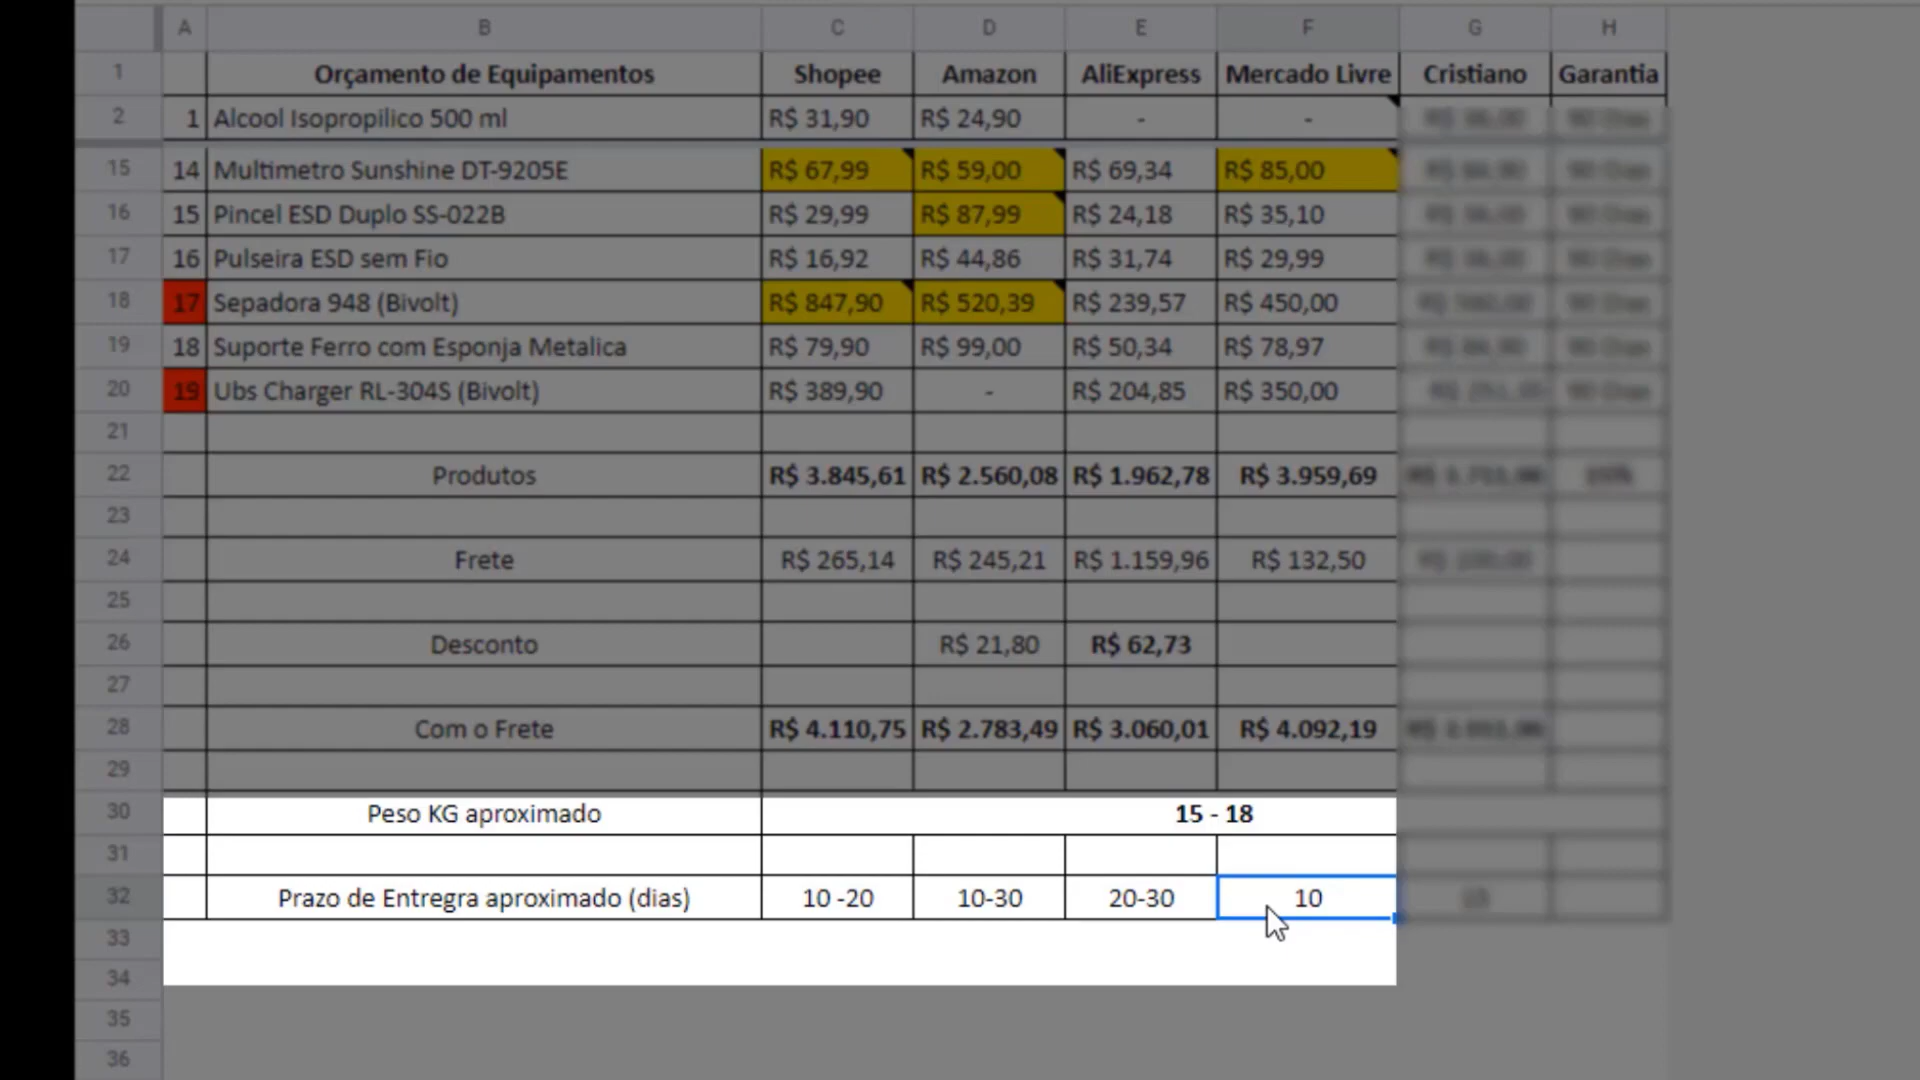 A B C D E F G H
1 Orçamento de Equipamentos Shopee Amazon AliExpress Mercado Livre Cristiano Garantia
2 1 Alcool Isopropilico 500 ml R$ 31,90 R$ 24,90 - -
15 14 Multimetro Sunshine DT-9205E R$ 67,99 R$ 59,00 R$ 69,34 R$ 85,00
16 15 Pincel ESD Duplo SS-022B R$ 29,99 R$ 87,99 R$ 24,18 R$ 35,10
17 16 Pulseira ESD sem Fio R$ 16,92 R$ 44,86 R$ 31,74 R$ 29,99
18 17 Sepadora 948 (Bivolt) R$ 847,90 R$ 520,39 R$ 239,57 R$ 450,00
19 18 Suporte Ferro com Esponja Metalica R$ 79,90 R$ 99,00 R$ 50,34 R$ 78,97
20 19 Ubs Charger RL-304S (Bivolt) R$ 389,90 - R$ 204,85 R$ 350,00
21
22 Produtos R$ 3.845,61 R$ 2.560,08 R$ 1.962,78 R$ 3.959,69
23
24 Frete R$ 265,14 R$ 245,21 R$ 1.159,96 R$ 132,50
25
26 Desconto R$ 21,80 R$ 62,73
27
28 Com o Frete R$ 4.110,75 R$ 2.783,49 R$ 3.060,01 R$ 4.092,19
29
30 Peso KG aproximado 15 - 18
31
32 Prazo de Entregra aproximado (dias) 10 -20 10-30 20-30 10
33
34
35
36